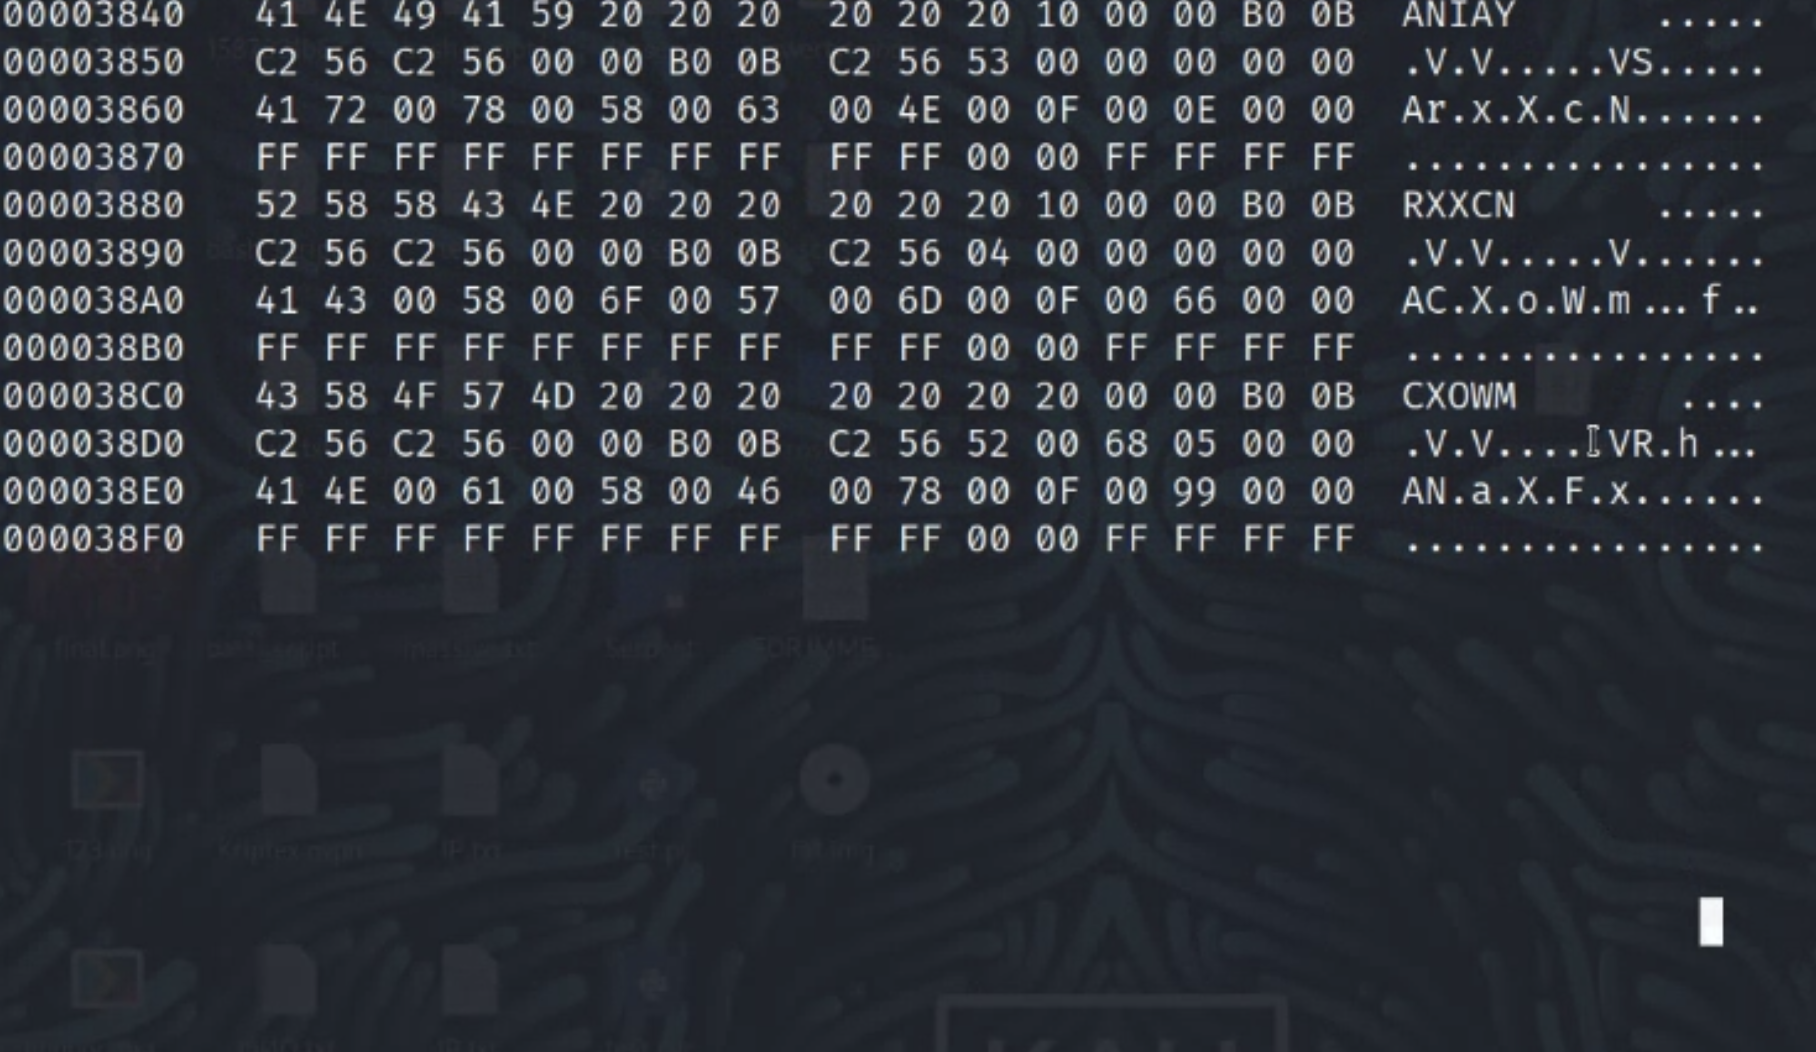 00003840 41 4E 49 41 59 20 20 20 20 20 20 10 00 00 B0 0B ANIAY .....
00003850 C2 56 C2 56 00 00 B0 0B C2 56 53 00 00 00 00 00 .V.V.....VS.....
00003860 41 72 00 78 00 58 00 63 00 4E 00 0F 00 0E 00 00 Ar.x.X.c.N......
00003870 FF FF FF FF FF FF FF FF FF FF 00 00 FF FF FF FF ................
00003880 52 58 58 43 4E 20 20 20 20 20 20 10 00 00 B0 0B RXXCN .....
00003890 C2 56 C2 56 00 00 B0 0B C2 56 04 00 00 00 00 00 .V.V.....V......
000038A0 41 43 00 58 00 6F 00 57 00 6D 00 0F 00 66 00 00 AC.X.o.W.m...f..
000038B0 FF FF FF FF FF FF FF FF FF FF 00 00 FF FF FF FF ................
000038C0 43 58 4F 57 4D 20 20 20 20 20 20 20 00 00 B0 0B CXOWM ....
000038D0 C2 56 C2 56 00 00 B0 0B C2 56 52 00 68 05 00 00 .V.V.....VR.h...
000038E0 41 4E 00 61 00 58 00 46 00 78 00 0F 00 99 00 00 AN.a.X.F.x......
000038F0 FF FF FF FF FF FF FF FF FF FF 00 00 FF FF FF FF ................
final.png
123.png IP.txt